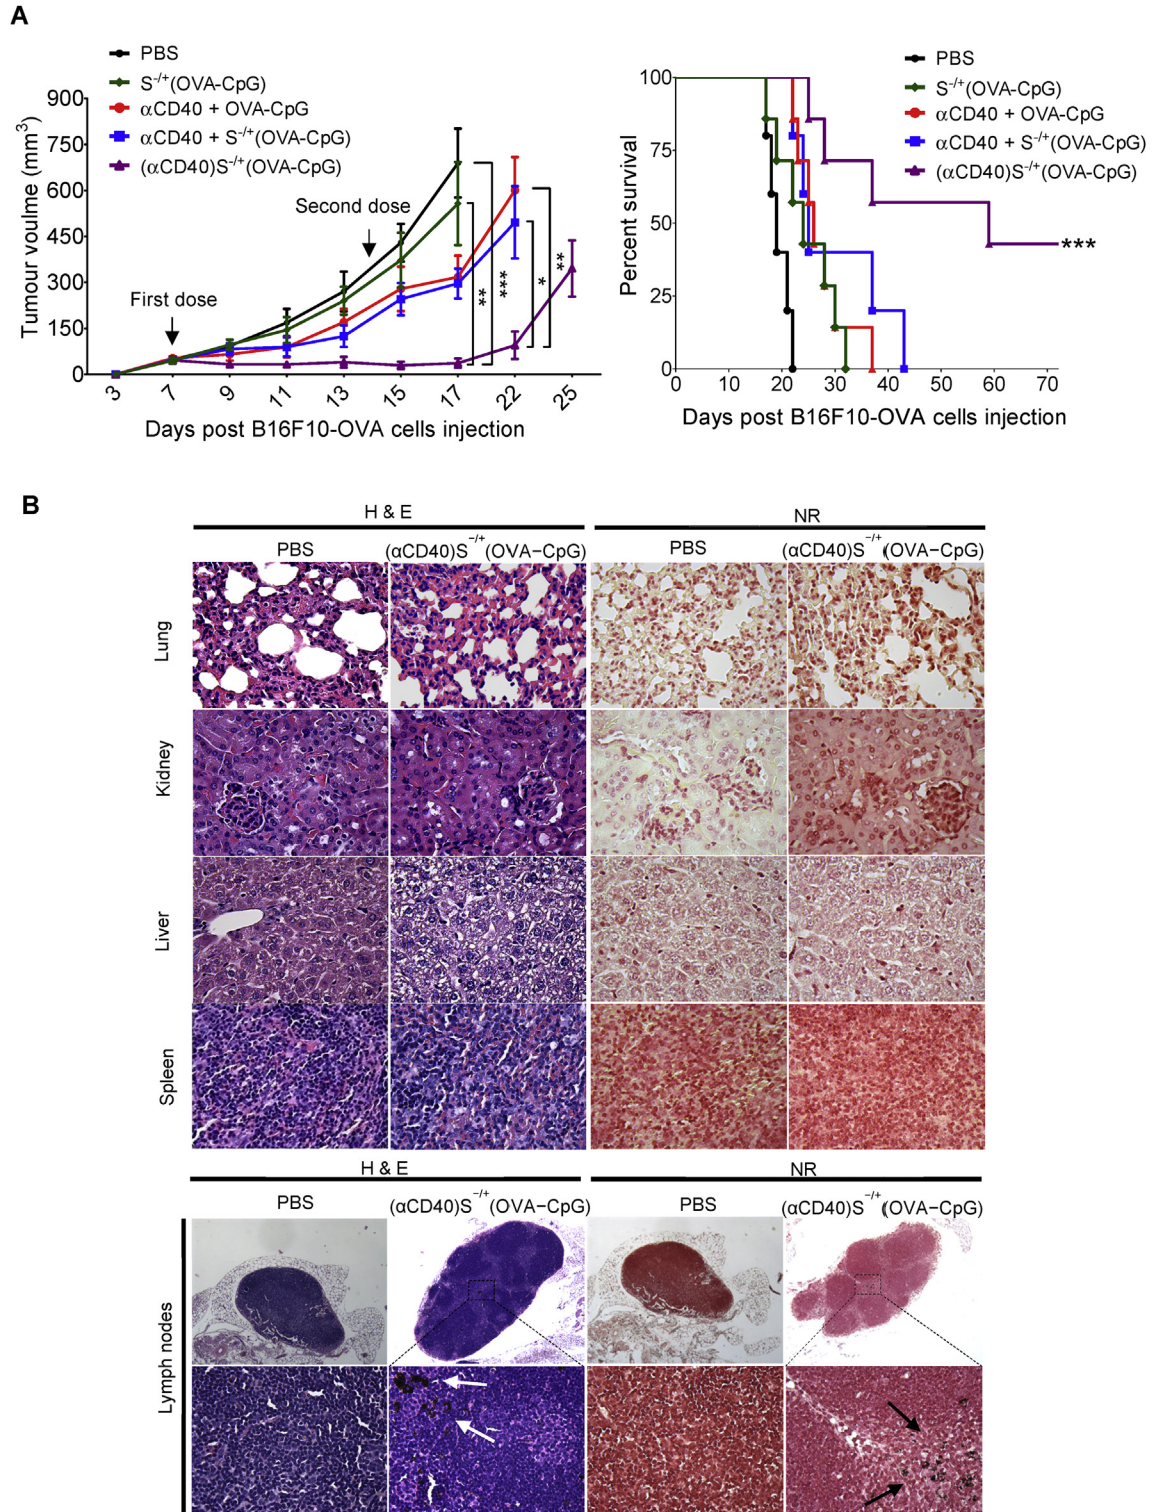 A
PBS
S-/+(OVA-CpG)
αCD40 + OVA-CpG
αCD40 + S-/+(OVA-CpG)
(αCD40)S-/+(OVA-CpG)
Tumour voulme (mm3)
900
750
600
450
300
150
0
First dose
Second dose
**
***
*
**
3
7
9
11
13
15
17
22
25
Days post B16F10-OVA cells injection
PBS
S-/+(OVA-CpG)
αCD40 + OVA-CpG
αCD40 + S-/+(OVA-CpG)
(αCD40)S-/+(OVA-CpG)
Percent survival
100
75
50
25
0
***
0 10 20 30 40 50 60 70
Days post B16F10-OVA cells injection
B
H & E
NR
PBS
(αCD40)S-/+(OVA-CpG)
PBS
(αCD40)S-/+(OVA-CpG)
Lung
Kidney
Liver
Spleen
H & E
NR
PBS
(αCD40)S-/+(OVA-CpG)
PBS
(αCD40)S-/+(OVA-CpG)
Lymph nodes